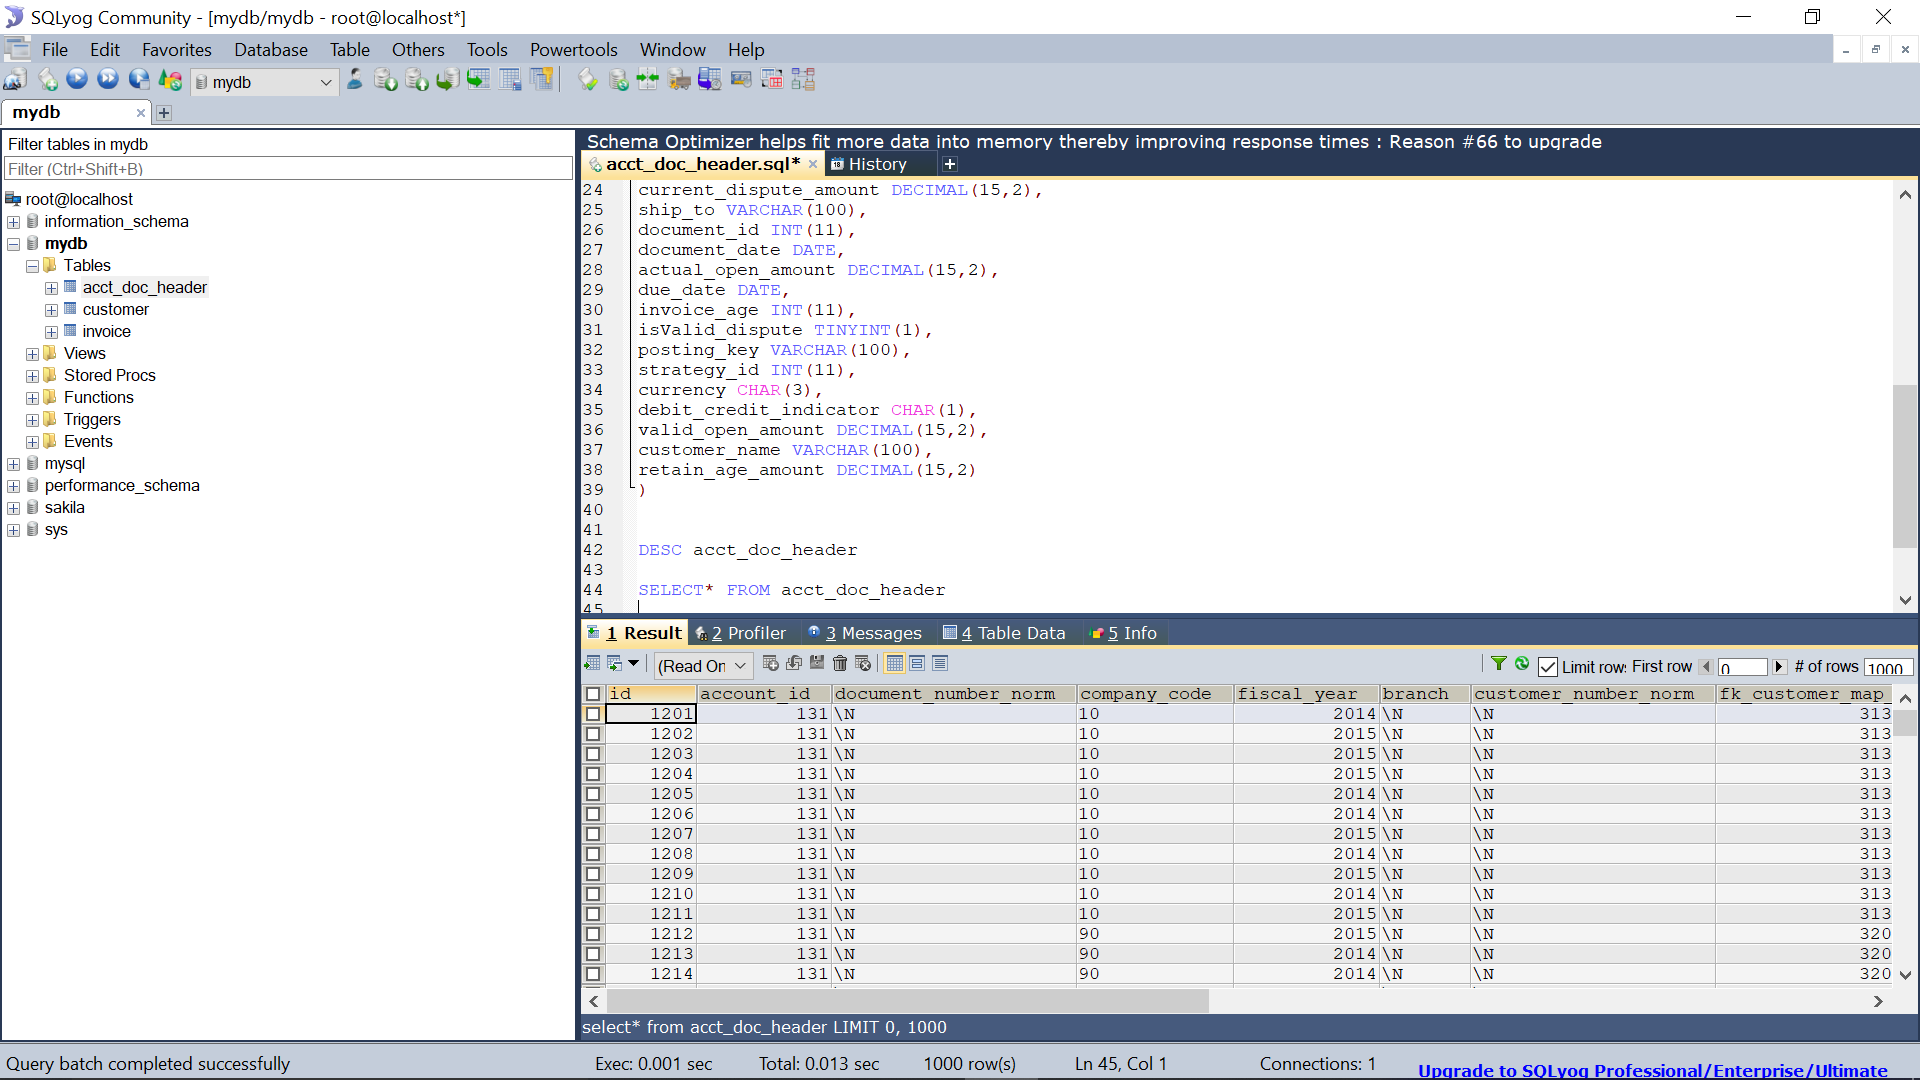 SQLyog Community - [mydb/mydb - root@localhost*]
File Edit Favorites Database Table Others Tools Powertools Window Help
mydb
mydb
Filter tables in mydb
Filter (Ctrl+Shift+B)
root@localhost
information_schema
mydb
Tables
acct_doc_header
customer
invoice
Views
Stored Procs
Functions
Triggers
Events
mysql
performance_schema
sakila
sys
Schema Optimizer helps fit more data into memory thereby improving response times : Reason #66 to upgrade
acct_doc_header.sql* History
24 current_dispute_amount DECIMAL(15,2),
25 ship_to VARCHAR(100),
26 document_id INT(11),
27 document_date DATE,
28 actual_open_amount DECIMAL(15,2),
29 due_date DATE,
30 invoice_age INT(11),
31 isValid_dispute TINYINT(1),
32 posting_key VARCHAR(100),
33 strategy_id INT(11),
34 currency CHAR(3),
35 debit_credit_indicator CHAR(1),
36 valid_open_amount DECIMAL(15,2),
37 customer_name VARCHAR(100),
38 retain_age_amount DECIMAL(15,2)
39 )
40
41
42 DESC acct_doc_header
43
44 SELECT* FROM acct_doc_header
45
1 Result 2 Profiler 3 Messages 4 Table Data 5 Info
(Read On Limit row: First row 0 # of rows 1000
id account_id document_number_norm company_code fiscal_year branch customer_number_norm fk_customer_map_
1201 131 \N 10 2014 \N \N 313
1202 131 \N 10 2015 \N \N 313
1203 131 \N 10 2015 \N \N 313
1204 131 \N 10 2015 \N \N 313
1205 131 \N 10 2014 \N \N 313
1206 131 \N 10 2014 \N \N 313
1207 131 \N 10 2015 \N \N 313
1208 131 \N 10 2014 \N \N 313
1209 131 \N 10 2015 \N \N 313
1210 131 \N 10 2014 \N \N 313
1211 131 \N 10 2015 \N \N 313
1212 131 \N 90 2015 \N \N 320
1213 131 \N 90 2014 \N \N 320
1214 131 \N 90 2014 \N \N 320
select* from acct_doc_header LIMIT 0, 1000
Query batch completed successfully Exec: 0.001 sec Total: 0.013 sec 1000 row(s) Ln 45, Col 1 Connections: 1 Upgrade to SQLyog Professional/Enterprise/Ultimate